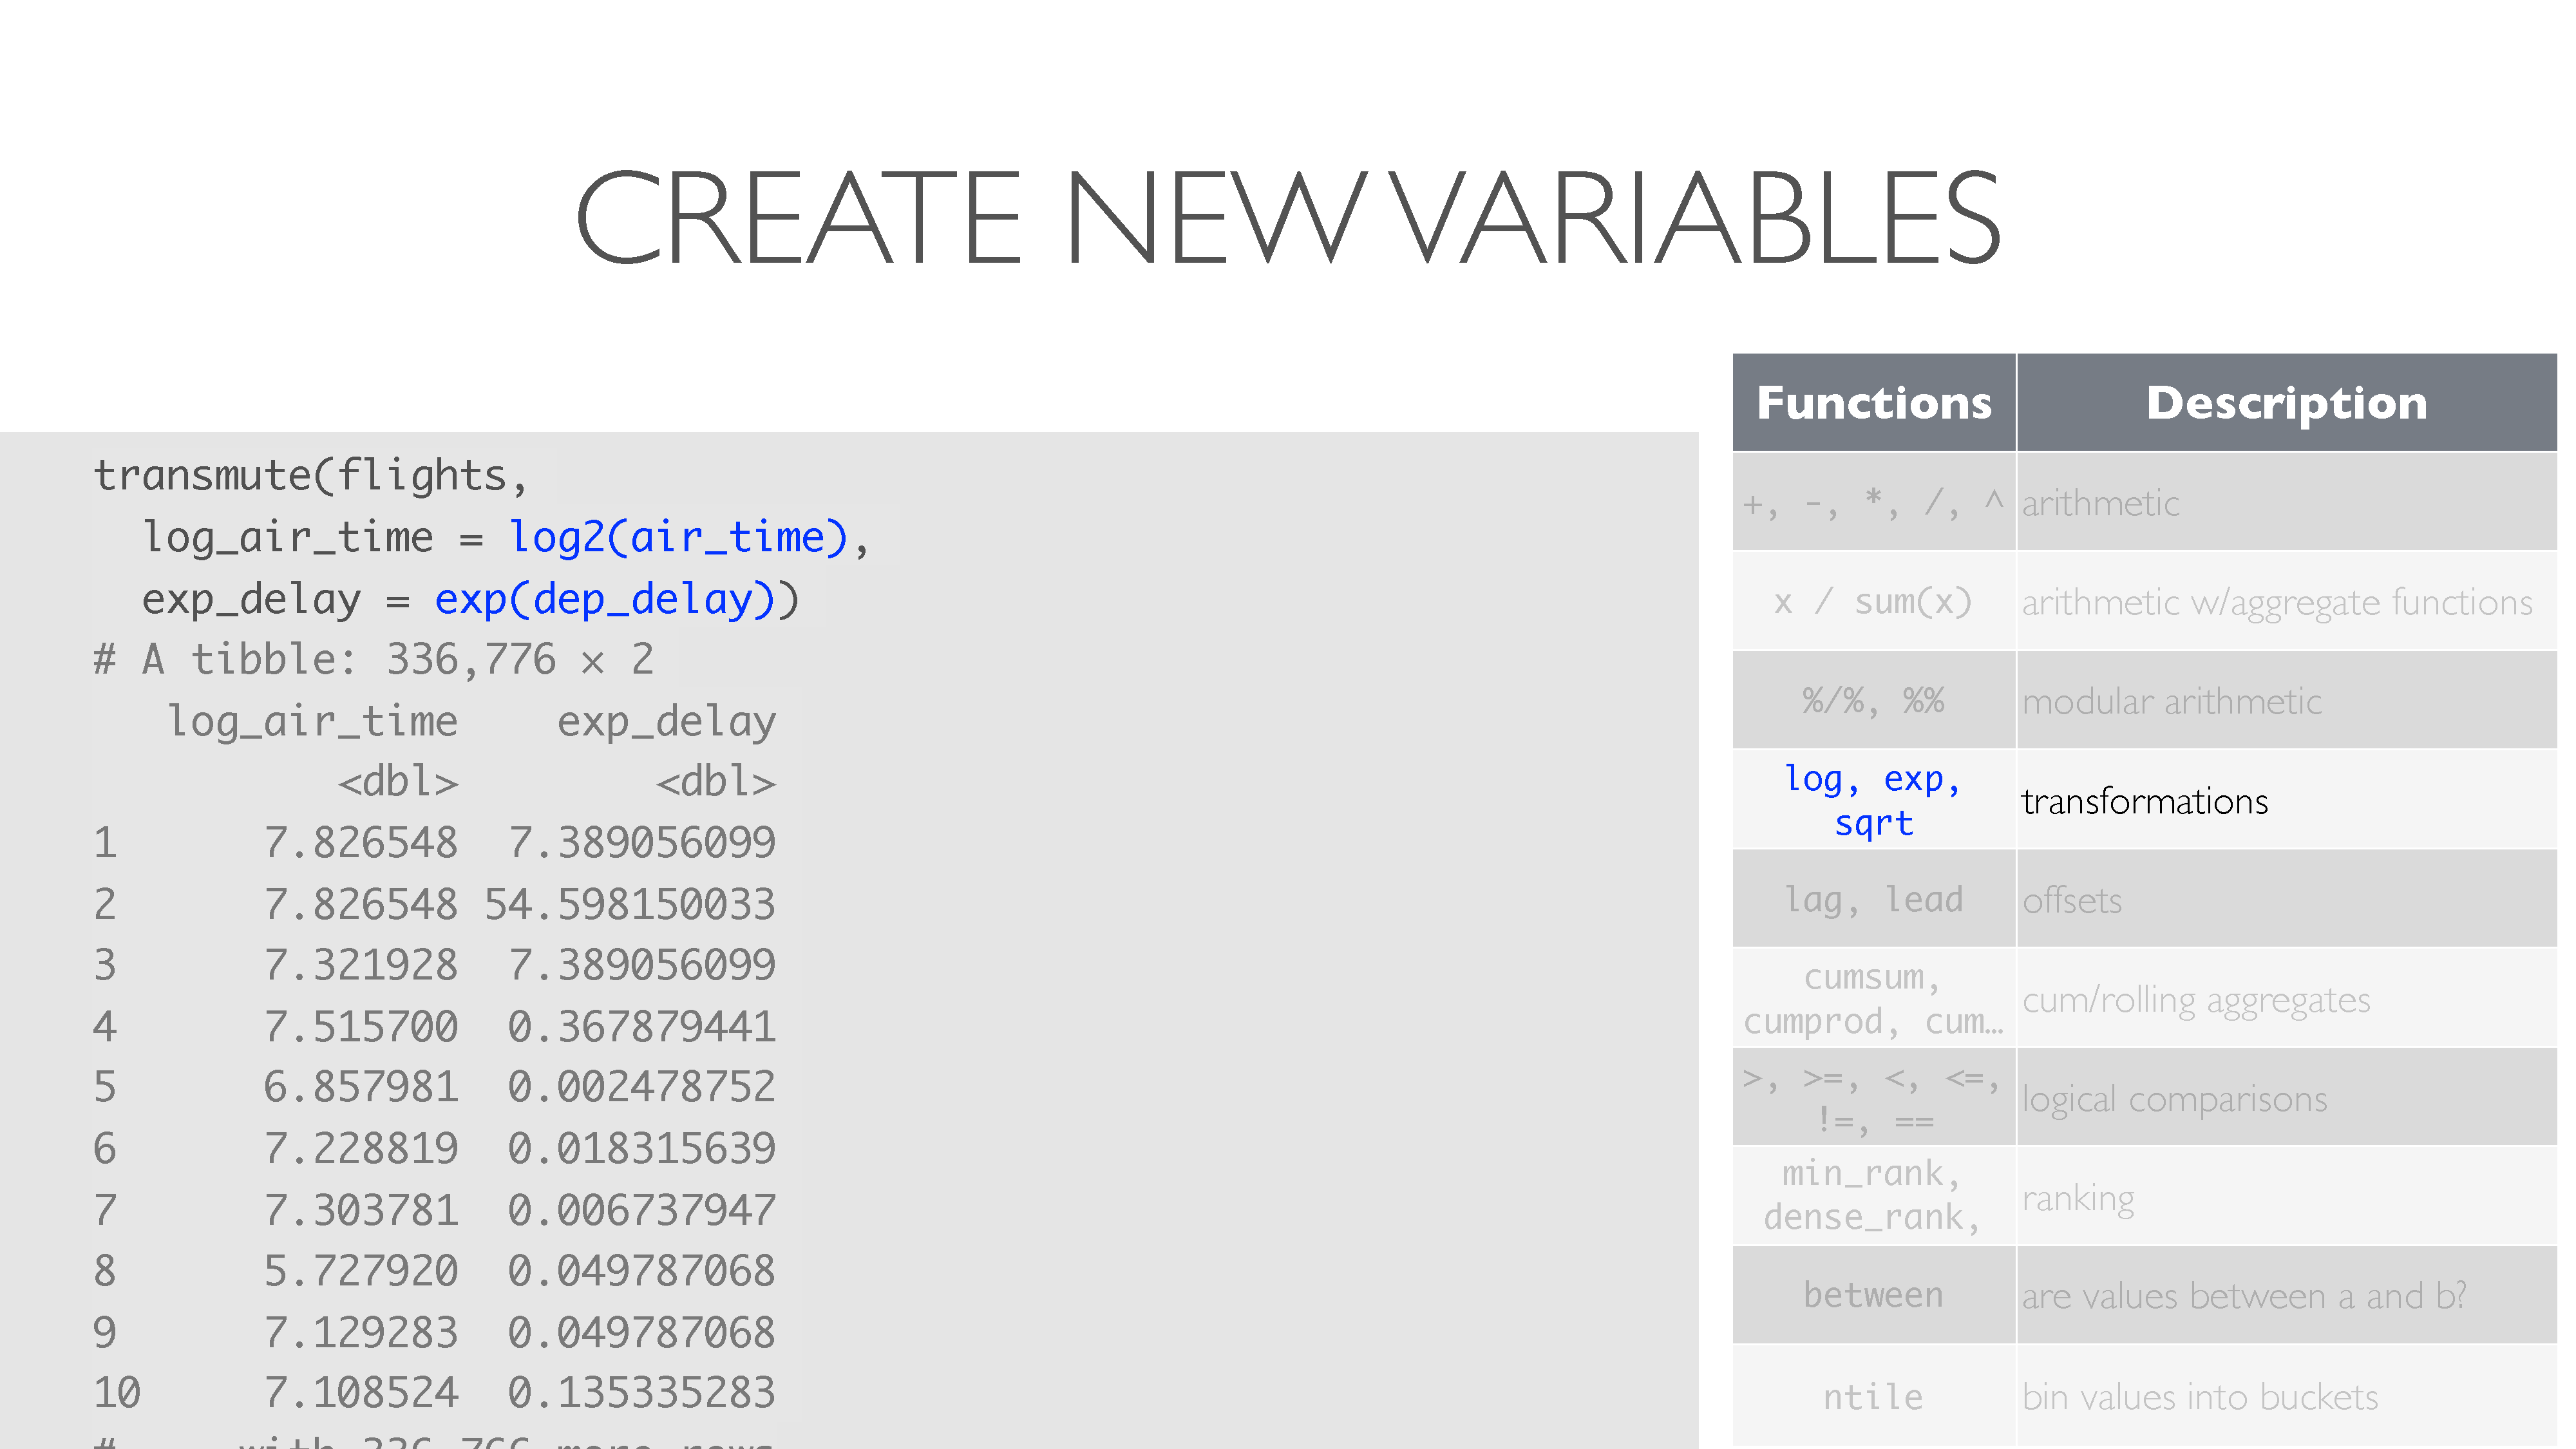 CREATE NEW VARIABLES
transmute(flights,
log_air_time = log2(air_time),
exp_delay = exp(dep_delay))
# A tibble: 336,776 × 2
log_air_time exp_delay
<dbl> <dbl>
1 7.826548 7.389056099
2 7.826548 54.598150033
3 7.321928 7.389056099
4 7.515700 0.367879441
5 6.857981 0.002478752
6 7.228819 0.018315639
7 7.303781 0.006737947
8 5.727920 0.049787068
9 7.129283 0.049787068
10 7.108524 0.135335283
# with 336,766 more rows
Functions Description
+, -, *, /, ^ arithmetic
x / sum(x) arithmetic w/aggregate functions
%/%, %% modular arithmetic
log, exp,
sqrt
transformations
lag, lead offsets
cumsum,
cumprod, cum…
cum/rolling aggregates
>, >=, <, <=,
!=, ==
logical comparisons
min_rank,
dense_rank,
ranking
between are values between a and b?
ntile bin values into buckets